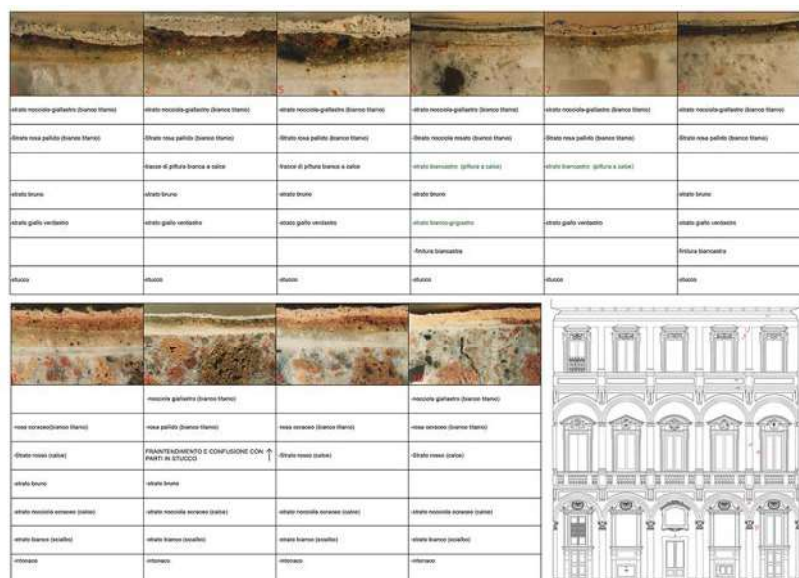 2
5
7
-strato nocciola-giallastro (bianco titanio)
-strato nocciola-giallastro (bianco titanio)
-strato nocciola-giallastro (bianco titanio)
-strato nocciola-giallastro (bianco titanio)
-strato nocciola-giallastro (bianco titanio)
-strato nocciola-giallastro (bianco titanio)
-Strato rosa pallido (bianco titanio)
-Strato rosa pallido (bianco titanio)
-Strato rosa pallido (bianco titanio)
-Strato nocciola rosato (bianco titanio)
-Strato rosa pallido (bianco titanio)
-Strato rosa pallido (bianco titanio)
-tracce di pittura bianca a calce
-tracce di pittura bianca a calce
-strato biancastro (pittura a calce)
-strato biancastro (pittura a calce)
-strato bruno
-strato bruno
-strato bruno
-strato bruno
-strato bruno
-strato giallo verdastro
-strato giallo verdastro
-strato giallo verdastro
-strato bianco-grigiastro
-strato giallo verdastro
-strato giallo verdastro
-finitura biancastra
-finitura biancastra
-stucco
-stucco
-stucco
-stucco
-stucco
-stucco
-nocciola giallastro (bianco titanio)
-nocciola giallastro (bianco titanio)
-rosa ocraceo(bianco titanio)
-rosa pallido (bianco titanio)
-rosa ocraceo (bianco titanio)
-rosa ocraceo (bianco titanio)
-Strato rosso (calce)
FRAINTENDIMENTO E CONFUSIONE CON
PARTI IN STUCCO
-Strato rosso (calce)
-Strato rosso (calce)
-strato bruno
-strato bruno
-strato nocciola ocraceo (calce)
-strato nocciola ocraceo (calce)
-strato nocciola ocraceo (calce)
-strato nocciola ocraceo (calce)
-strato bianco (scialbo)
-strato bianco (scialbo)
-strato bianco (scialbo)
-strato bianco (scialbo)
-intonaco
-intonaco
-intonaco
-intonaco